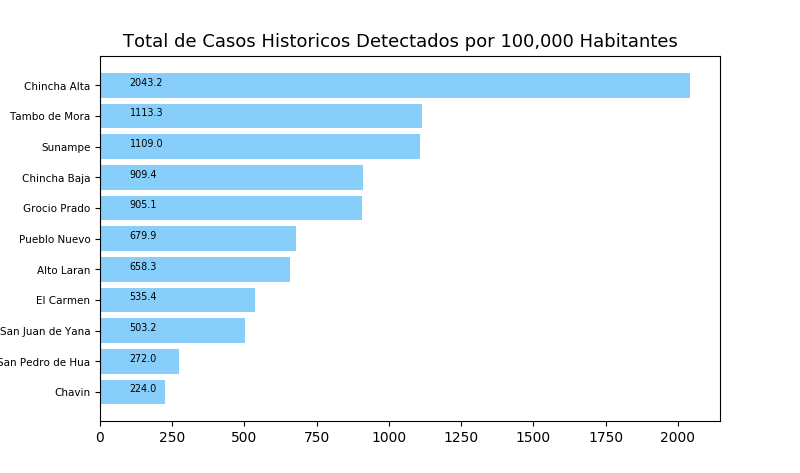 Total de Casos Historicos Detectados por 100,000 Habitantes
Chincha Alta 2043.2
Tambo de Mora 1113.3
Sunampe 1109.0
Chincha Baja 909.4
Grocio Prado 905.1
Pueblo Nuevo 679.9
Alto Laran 658.3
El Carmen 535.4
San Juan de Yana 503.2
San Pedro de Hua 272.0
Chavin 224.0
0 250 500 750 1000 1250 1500 1750 2000